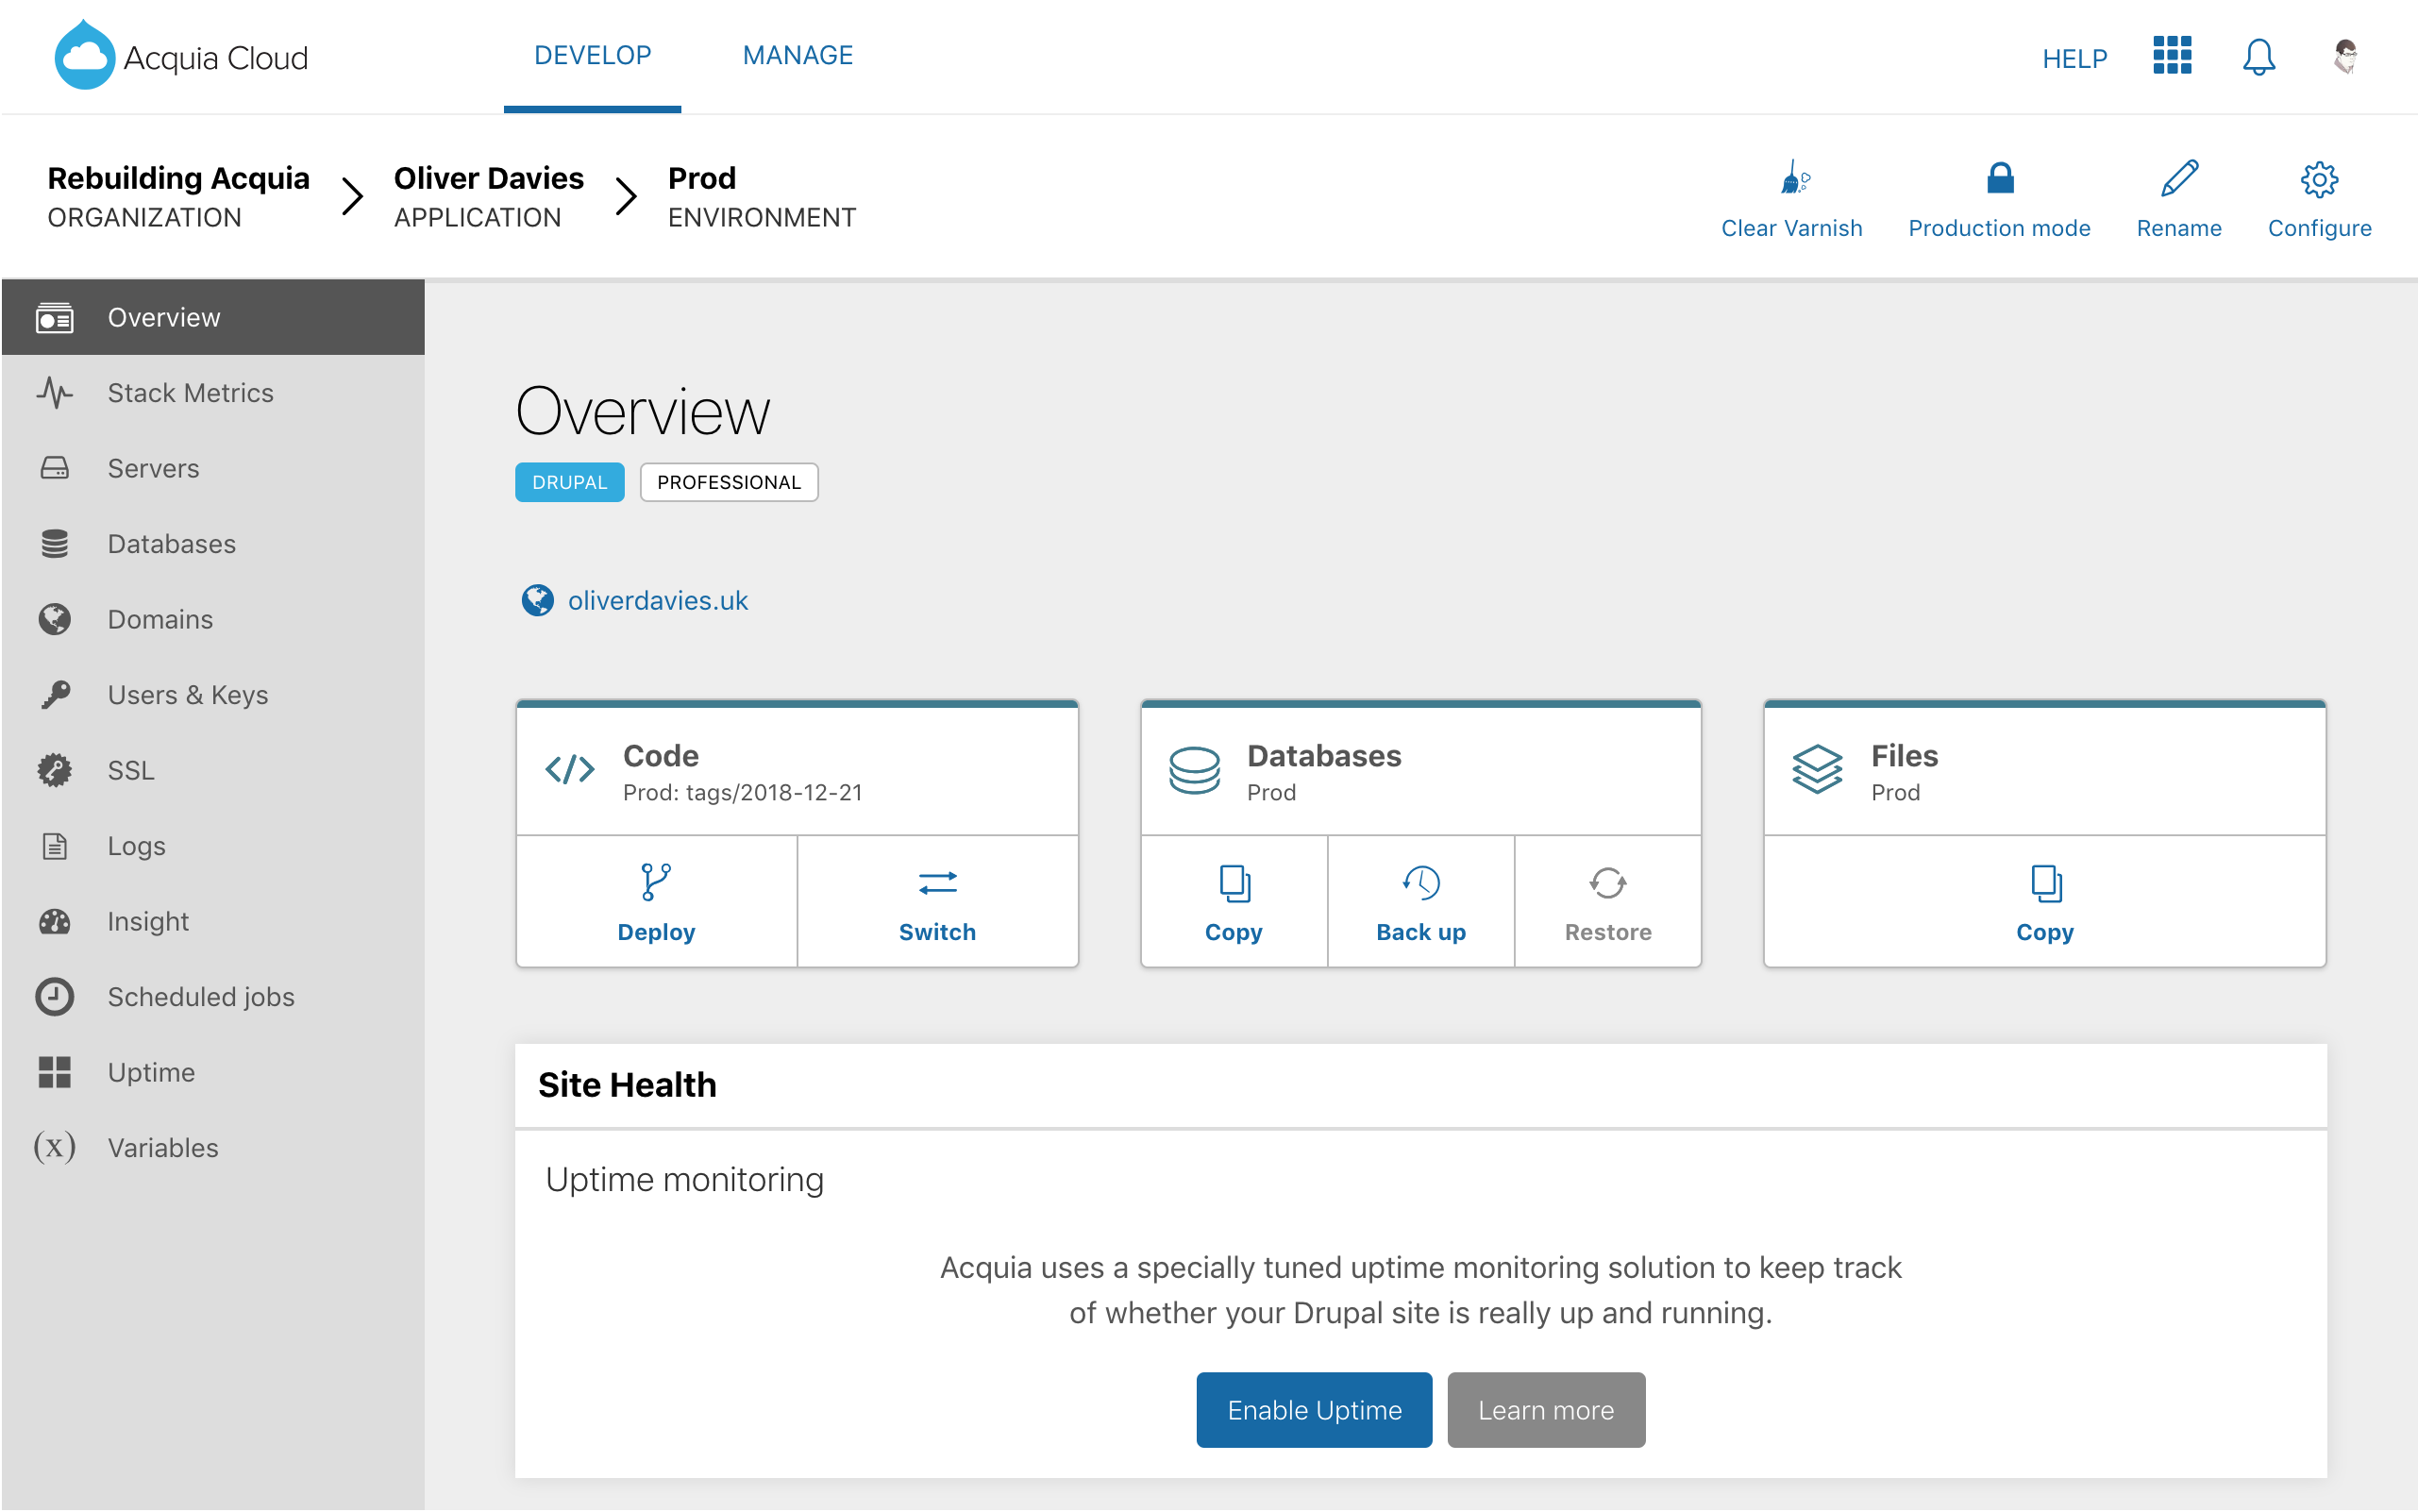 Acquia Cloud
DEVELOP
MANAGE
HELP
Rebuilding Acquia
ORGANIZATION
Oliver Davies
APPLICATION
Prod
ENVIRONMENT
Clear Varnish
Production mode
Rename
Configure
Overview
Stack Metrics
Servers
Databases
Domains
Users & Keys
SSL
Logs
Insight
Scheduled jobs
Uptime
(x) Variables
Overview
DRUPAL
PROFESSIONAL
oliverdavies.uk
</> Code
Prod: tags/2018-12-21
Deploy
Switch
Databases
Prod
Copy
Back up
Restore
Files
Prod
Copy
Site Health
Uptime monitoring
Acquia uses a specially tuned uptime monitoring solution to keep track
of whether your Drupal site is really up and running.
Enable Uptime
Learn more